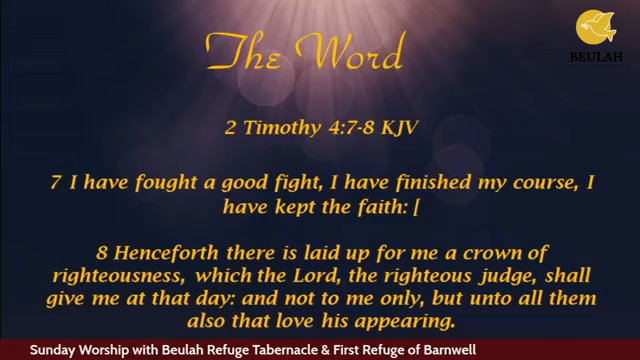 The Word
BEULAH
2 Timothy 4:7-8 KJV
7 I have fought a good fight, I have finished my course, I
have kept the faith: [
8 Henceforth there is laid up for me a crown of
righteousness, which the Lord, the righteous judge, shall
give me at that day: and not to me only, but unto all them
also that love his appearing.
Sunday Worship with Beulah Refuge Tabernacle & First Refuge of Barnwell